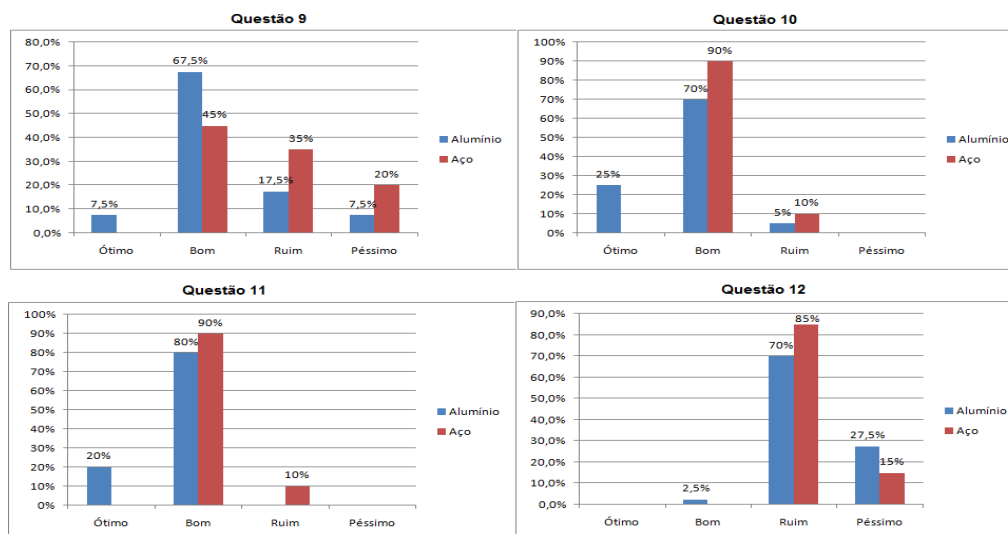 Questão 9
80,0%
70,0%
60,0%
50,0%
40,0%
30,0%
20,0%
10,0%
0,0%
7,5%
67,5%
45%
17,5%
35%
7,5%
20%
Ótimo
Bom
Ruim
Péssimo
Alumínio
Aço
Questão 10
100%
90%
80%
70%
60%
50%
40%
30%
20%
10%
0%
25%
70%
90%
5%
10%
Ótimo
Bom
Ruim
Péssimo
Alumínio
Aço
Questão 11
100%
90%
80%
70%
60%
50%
40%
30%
20%
10%
0%
20%
80%
90%
10%
Ótimo
Bom
Ruim
Péssimo
Alumínio
Aço
Questão 12
90,0%
80,0%
70,0%
60,0%
50,0%
40,0%
30,0%
20,0%
10,0%
0,0%
2,5%
70%
85%
27,5%
15%
Ótimo
Bom
Ruim
Péssimo
Alumínio
Aço